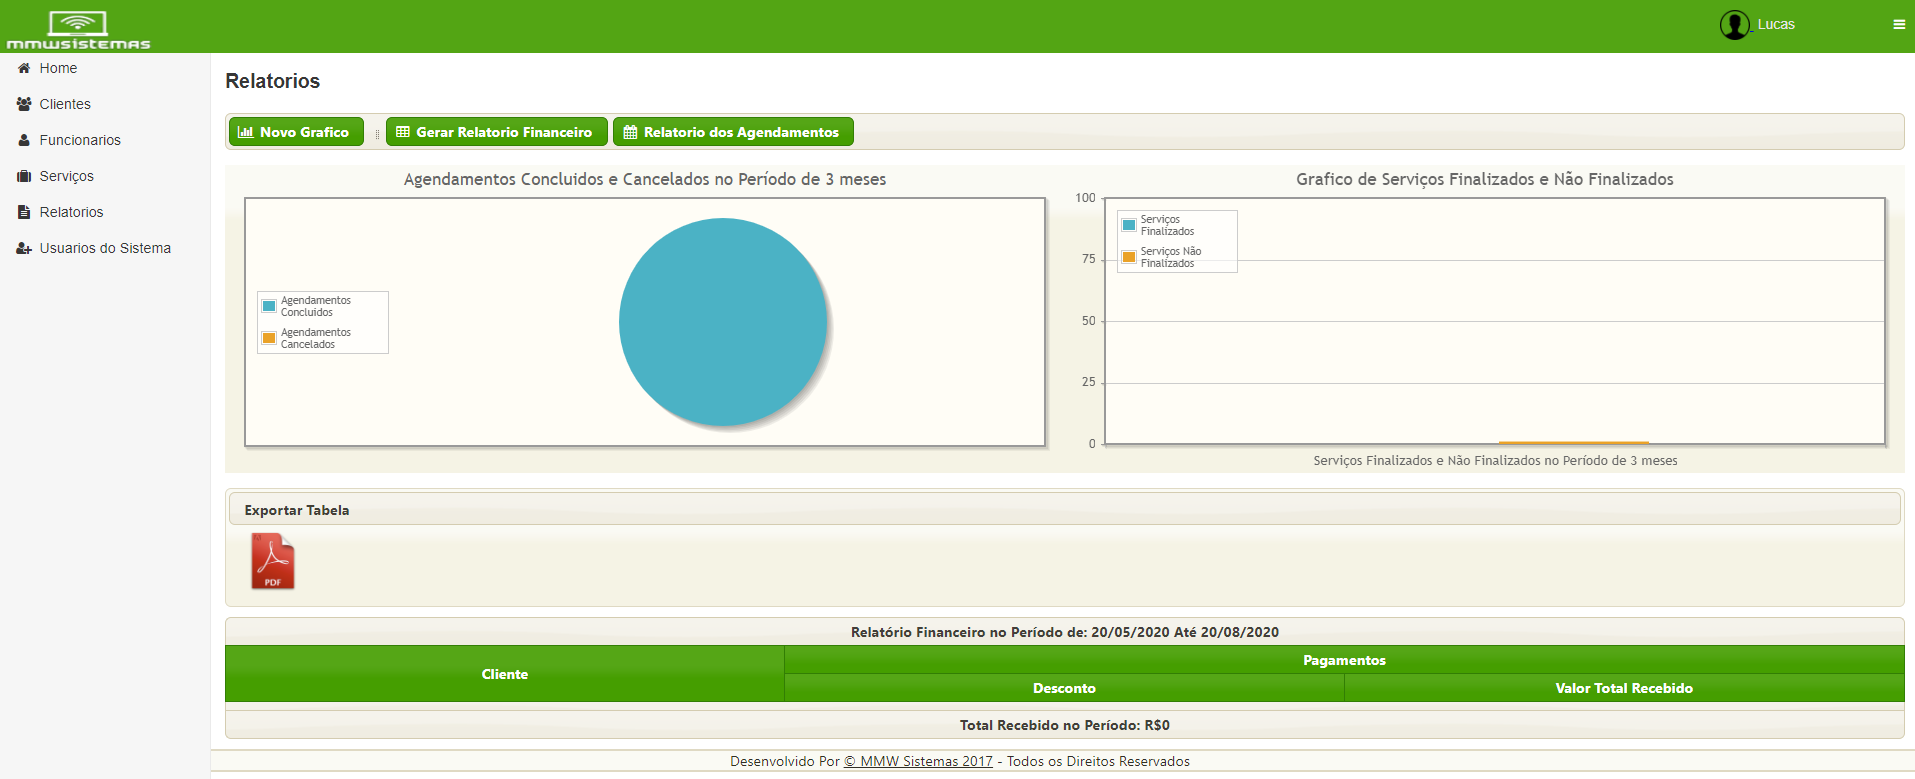 mmwsistemas
Lucas
Home
Clientes
Funcionarios
Serviços
Relatorios
Usuarios do Sistema
Relatorios
Novo Grafico
Gerar Relatorio Financeiro
Relatorio dos Agendamentos
Agendamentos Concluidos e Cancelados no Período de 3 meses
Agendamentos
Concluidos
Agendamentos
Cancelados
Grafico de Serviços Finalizados e Não Finalizados
100
75
50
25
0
Serviços
Finalizados
Serviços Não
Finalizados
Serviços Finalizados e Não Finalizados no Período de 3 meses
Exportar Tabela
PDF
Relatório Financeiro no Período de: 20/05/2020 Até 20/08/2020
Cliente
Pagamentos
Desconto
Valor Total Recebido
Total Recebido no Período: R$0
Desenvolvido Por © MMW Sistemas 2017 - Todos os Direitos Reservados